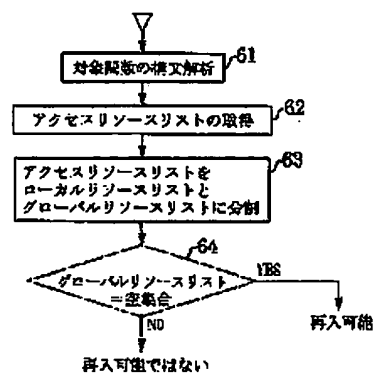 対象関数の構文解析
61
アクセスリソースリストの取得
62
アクセスリソースリストを
ローカルリソースリストと
グローバルリソースリストに分割
63
64
グローバルリソースリスト
=空集合
YES
再入可能
NO
再入可能ではない